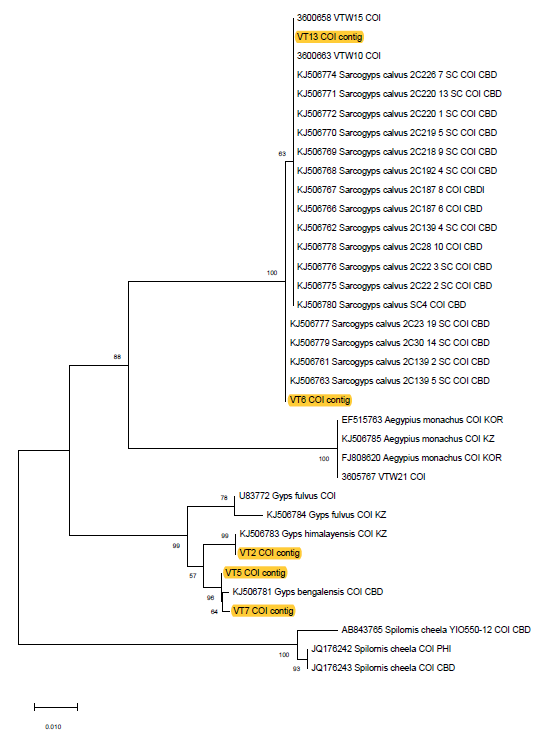 3600658 VTW15 COI
VT13 COI contig
3600663 VTW10 COI
KJ506774 Sarcogyps calvus 2C226 7 SC COI CBD
KJ506771 Sarcogyps calvus 2C220 13 SC COI CBD
KJ506772 Sarcogyps calvus 2C220 1 SC COI CBD
KJ506770 Sarcogyps calvus 2C219 5 SC COI CBD
63
KJ506769 Sarcogyps calvus 2C218 9 SC COI CBD
KJ506768 Sarcogyps calvus 2C192 4 SC COI CBD
KJ506767 Sarcogyps calvus 2C187 8 COI CBDI
KJ506766 Sarcogyps calvus 2C187 6 COI CBD
KJ506762 Sarcogyps calvus 2C139 4 SC COI CBD
KJ506778 Sarcogyps calvus 2C28 10 COI CBD
100
KJ506776 Sarcogyps calvus 2C22 3 SC COI CBD
KJ506775 Sarcogyps calvus 2C22 2 SC COI CBD
KJ506780 Sarcogyps calvus SC4 COI CBD
KJ506777 Sarcogyps calvus 2C23 19 SC COI CBD
KJ506779 Sarcogyps calvus 2C30 14 SC COI CBD
88
KJ506761 Sarcogyps calvus 2C139 2 SC COI CBD
KJ506763 Sarcogyps calvus 2C139 5 SC COI CBD
VT6 COI contig
EF515763 Aegypius monachus COI KOR
KJ506785 Aegypius monachus COI KZ
100
FJ808620 Aegypius monachus COI KOR
3605767 VTW21 COI
78
U83772 Gyps fulvus COI
KJ506784 Gyps fulvus COI KZ
99
KJ506783 Gyps himalayensis COI KZ
99
VT2 COI contig
57
VT5 COI contig
96
KJ506781 Gyps bengalensis COI CBD
64
VT7 COI contig
AB843765 Spilornis cheela YIO550-12 COI CBD
100
JQ176242 Spilornis cheela COI PHI
93
JQ176243 Spilornis cheela COI CBD
0.010